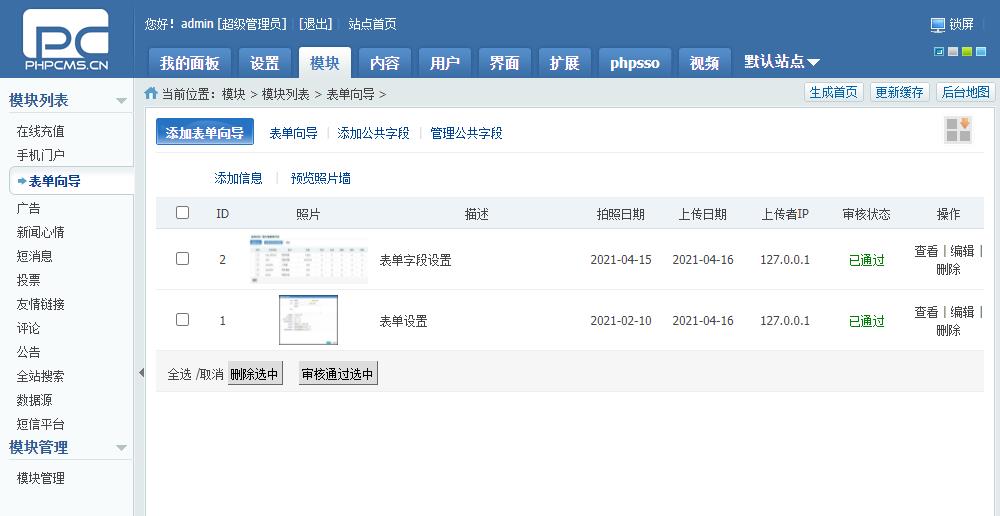 PC
PHPCMS.CN
您好！admin [超级管理员] | [退出] | 站点首页
锁屏
我的面板 设置 模块 内容 用户 界面 扩展 phpsso 视频 默认站点
当前位置：模块 > 模块列表 > 表单向导 >
生成首页 更新缓存 后台地图
模块列表
在线充值
手机门户
表单向导
广告
新闻心情
短消息
投票
友情链接
评论
公告
全站搜索
数据源
短信平台
模块管理
模块管理
添加表单向导 表单向导 | 添加公共字段 | 管理公共字段
添加信息 | 预览照片墙
ID 照片 描述 拍照日期 上传日期 上传者IP 审核状态 操作
2 表单字段设置 2021-04-15 2021-04-16 127.0.0.1 已通过 查看 | 编辑 |
删除
1 表单设置 2021-02-10 2021-04-16 127.0.0.1 已通过 查看 | 编辑 |
删除
全选 /取消 删除选中 审核通过选中